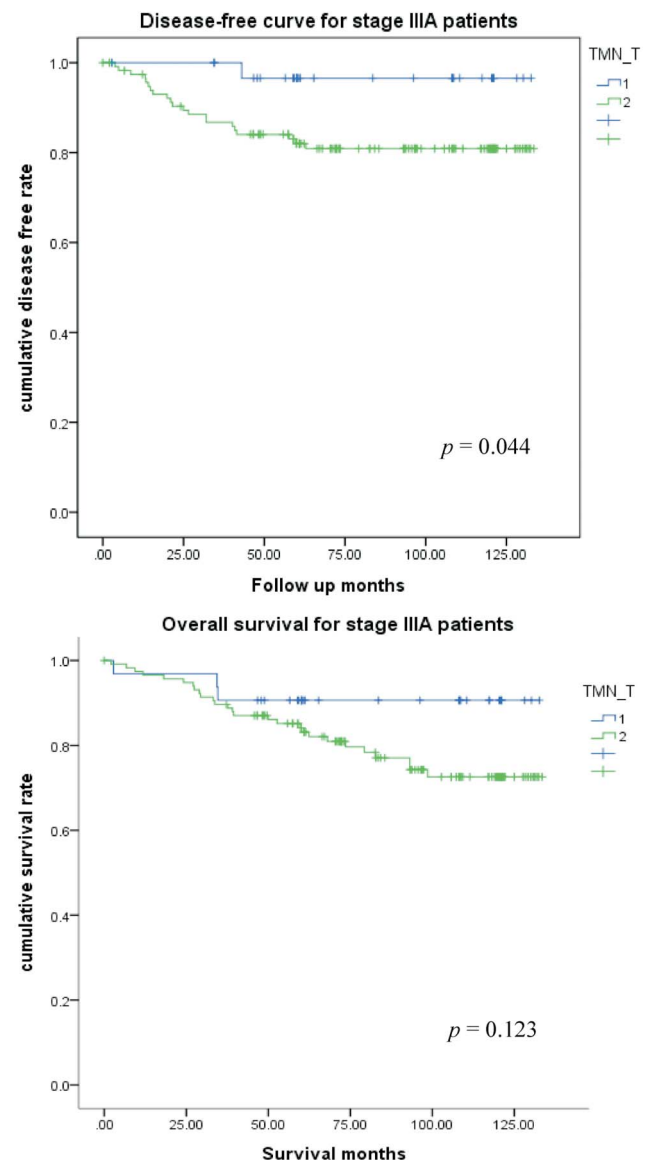 Disease-free curve for stage IIIA patients
TMN_T
1
2
cumulative disease free rate
1.0
0.8
0.6
0.4
0.2
0.0
p = 0.044
.00 25.00 50.00 75.00 100.00 125.00
Follow up months
Overall survival for stage IIIA patients
TMN_T
1
2
cumulative survival rate
1.0
0.8
0.6
0.4
0.2
0.0
p = 0.123
.00 25.00 50.00 75.00 100.00 125.00
Survival months